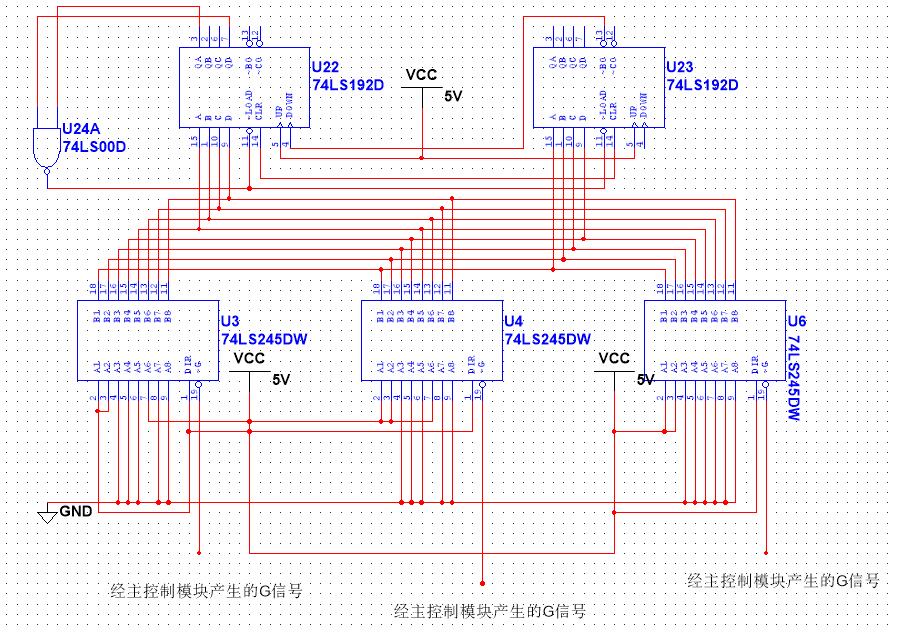 3 2 6 7 13 12
QA QB QC QD ~BO ~CO
U22
74LS192D
A B C D ~LOAD CLR UP DOWN
15 1 10 9 11 14 5 4
VCC
5V
3 2 6 7 13 12
QA QB QC QD ~BO ~CO
U23
74LS192D
A B C D ~LOAD CLR UP DOWN
15 1 10 9 11 14 5 4
U24A
74LS00D
18 17 16 15 14 13 12 11
B1 B2 B3 B4 B5 B6 B7 B8
U3
74LS245DW
A1 A2 A3 A4 A5 A6 A7 A8 DIR ~G
2 3 4 5 6 7 8 9 1 19
VCC
5V
18 17 16 15 14 13 12 11
B1 B2 B3 B4 B5 B6 B7 B8
U4
74LS245DW
A1 A2 A3 A4 A5 A6 A7 A8 DIR ~G
2 3 4 5 6 7 8 9 1 19
VCC
5V
18 17 16 15 14 13 12 11
B1 B2 B3 B4 B5 B6 B7 B8
U6
74LS245DW
A1 A2 A3 A4 A5 A6 A7 A8 DIR ~G
2 3 4 5 6 7 8 9 1 19
GND
经主控制模块产生的G信号
经主控制模块产生的G信号
经主控制模块产生的G信号